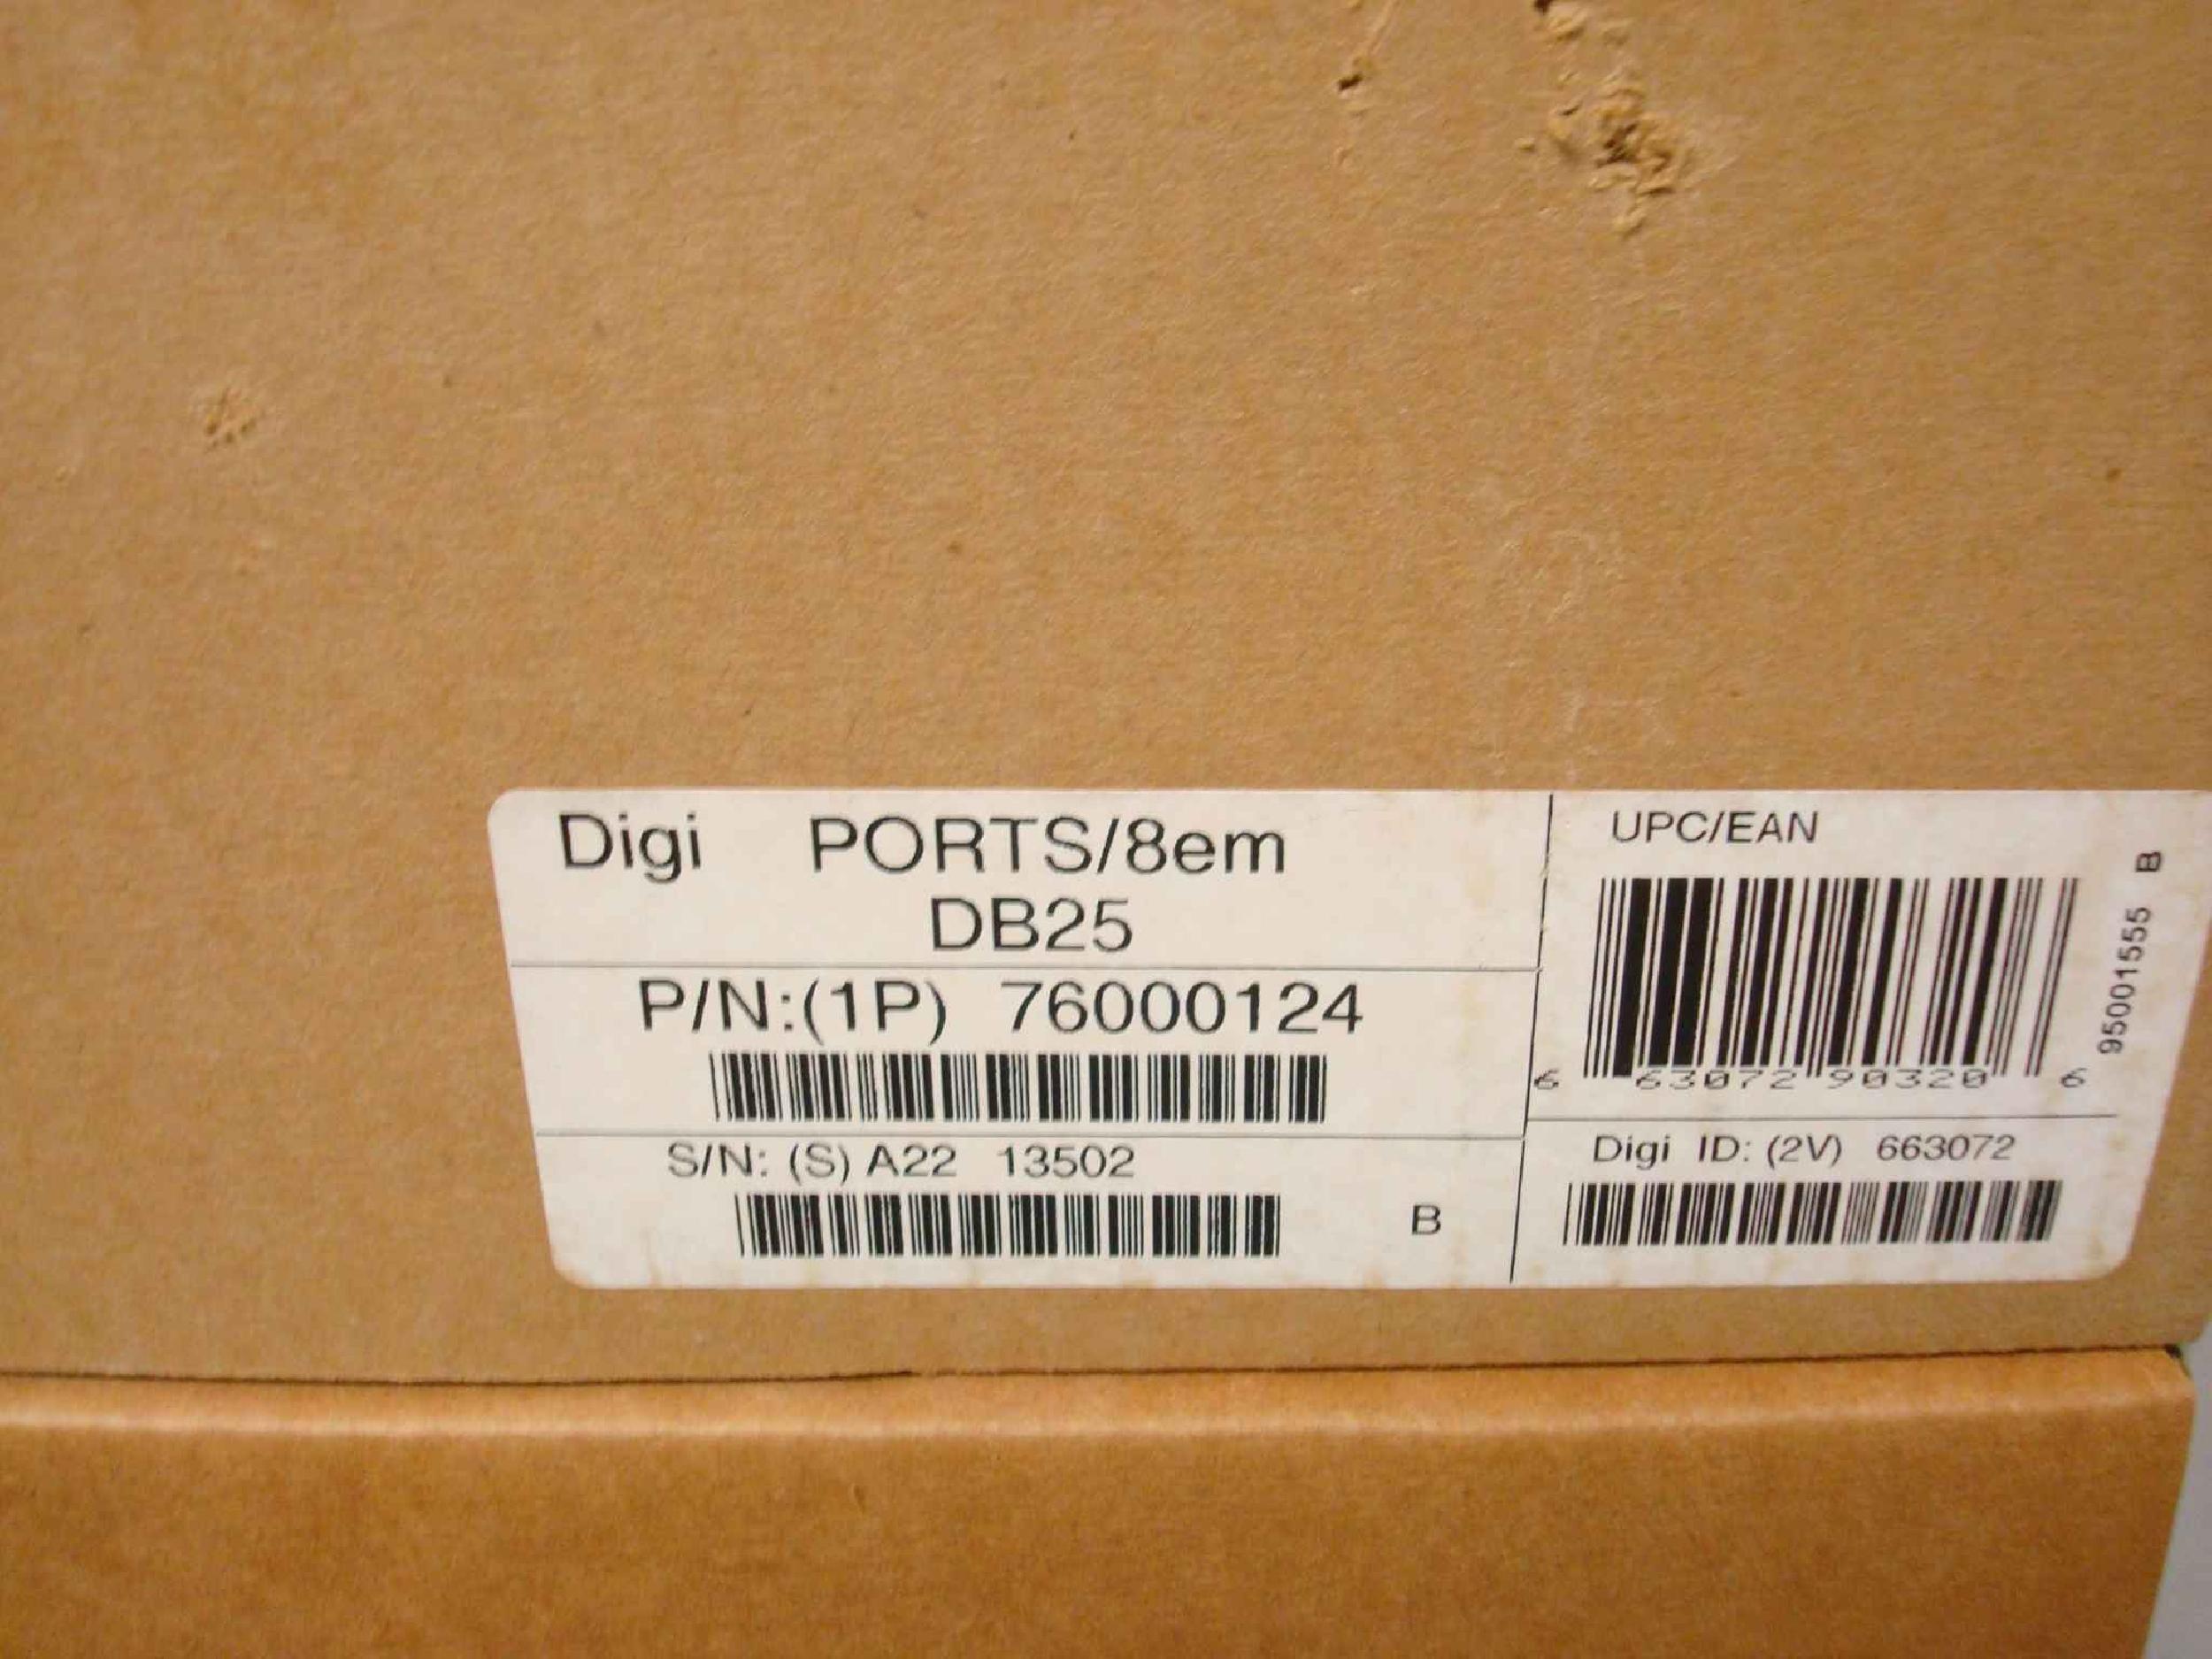 Digi PORTS/8em
DB25
P/N:(1P) 76000124
S/N: (S) A22 13502
B
UPC/EAN
6 63072 90320 6
95001555 B
Digi ID: (2V) 663072